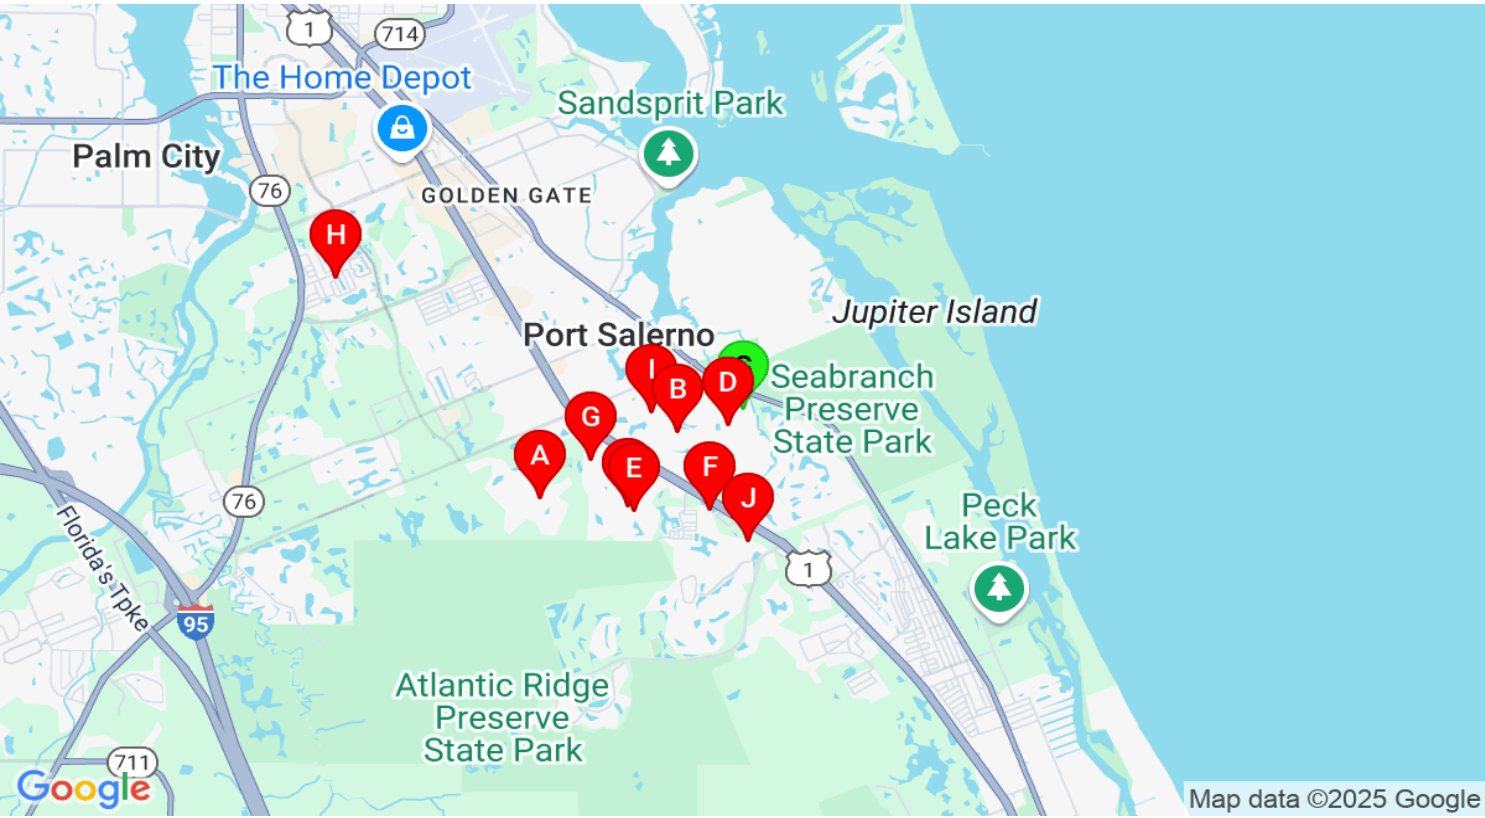 1
714
The Home Depot
Sandsprit Park
Palm City
76
GOLDEN GATE
H
Jupiter Island
Port Salerno
I
B
D
Seabranch
Preserve
State Park
G
A
E
F
J
76
Peck
Lake Park
Florida's Tpke
1
95
Atlantic Ridge
Preserve
State Park
711
Google
Map data ©2025 Google